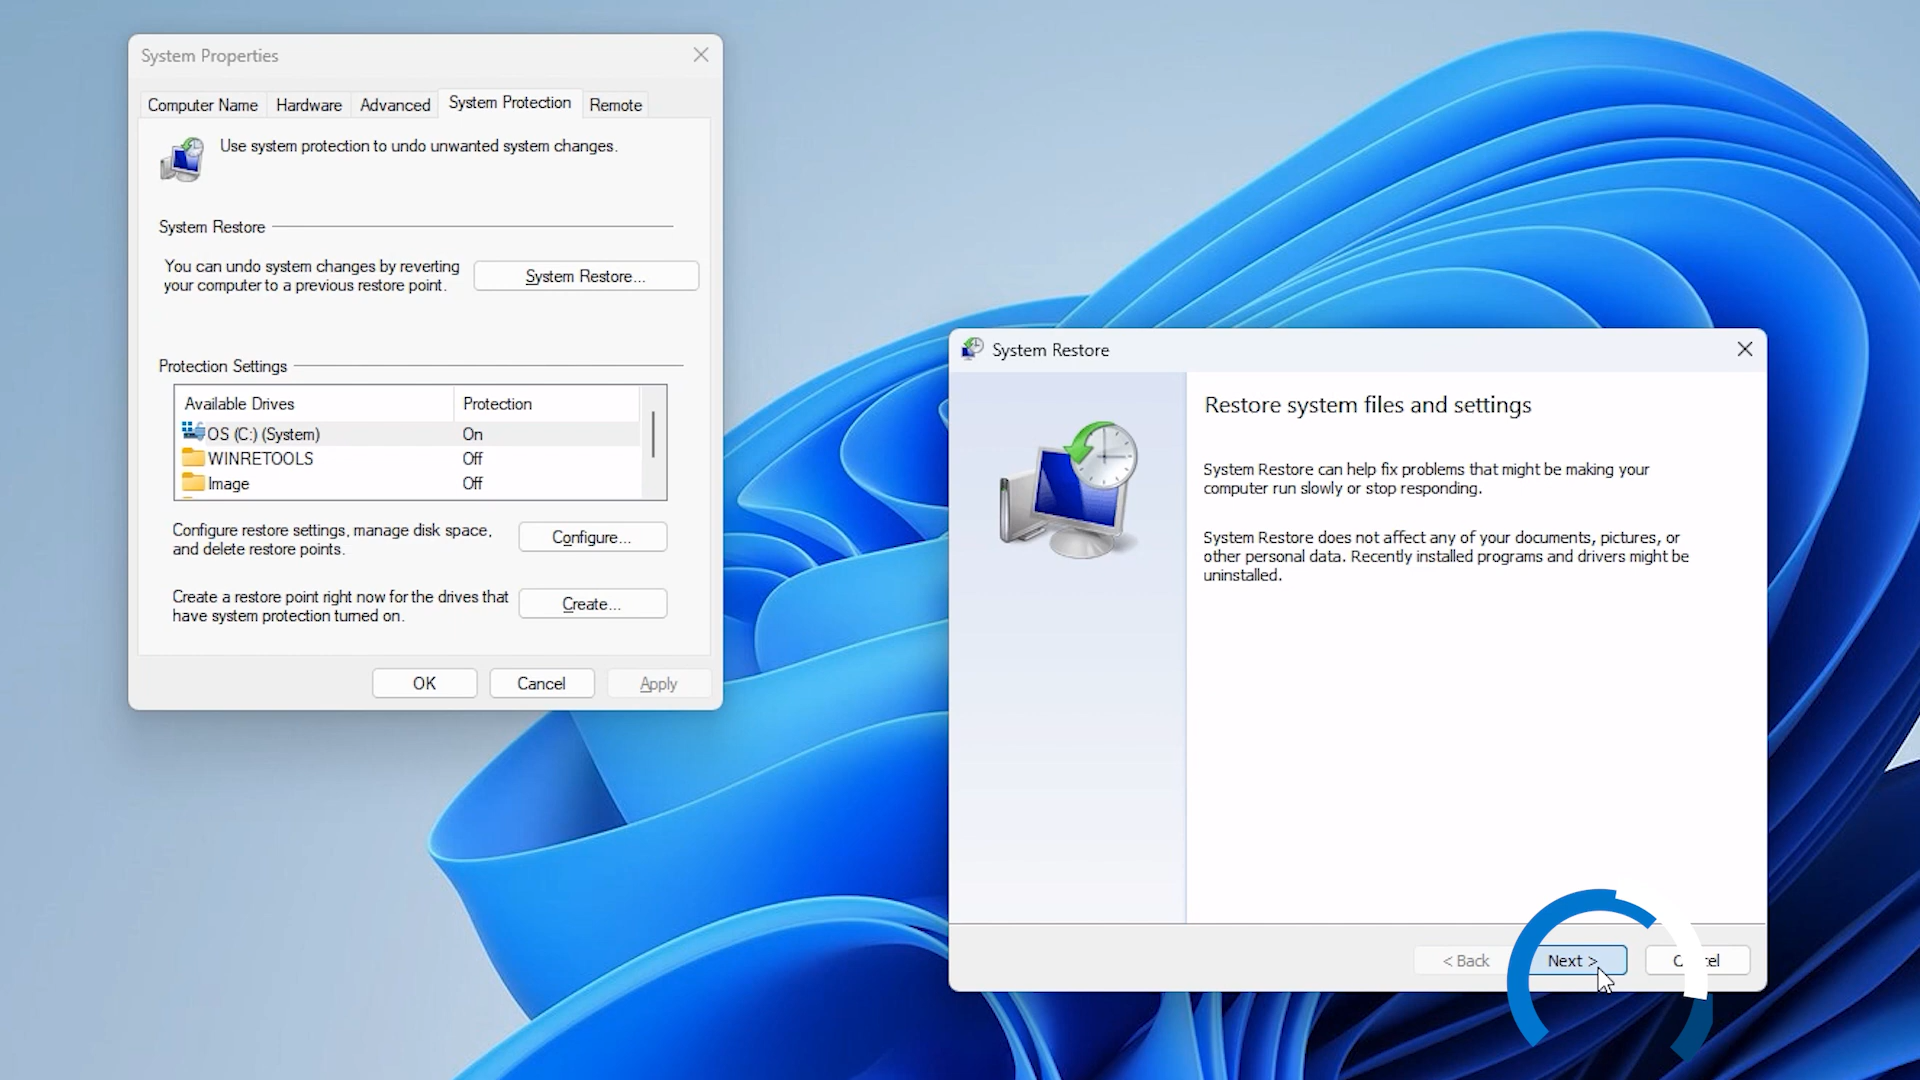 System Properties
Computer Name
Hardware
Advanced
System Protection
Remote
Use system protection to undo unwanted system changes.
System Restore
You can undo system changes by reverting
your computer to a previous restore point.
System Restore...
Protection Settings
Available Drives
Protection
OS (C:) (System)
On
WINRETOOLS
Off
Image
Off
Configure restore settings, manage disk space,
and delete restore points.
Configure...
Create a restore point right now for the drives that
have system protection turned on.
Create...
OK
Cancel
Apply
System Restore
Restore system files and settings
System Restore can help fix problems that might be making your
computer run slowly or stop responding.
System Restore does not affect any of your documents, pictures, or
other personal data. Recently installed programs and drivers might be
uninstalled.
< Back
Next >